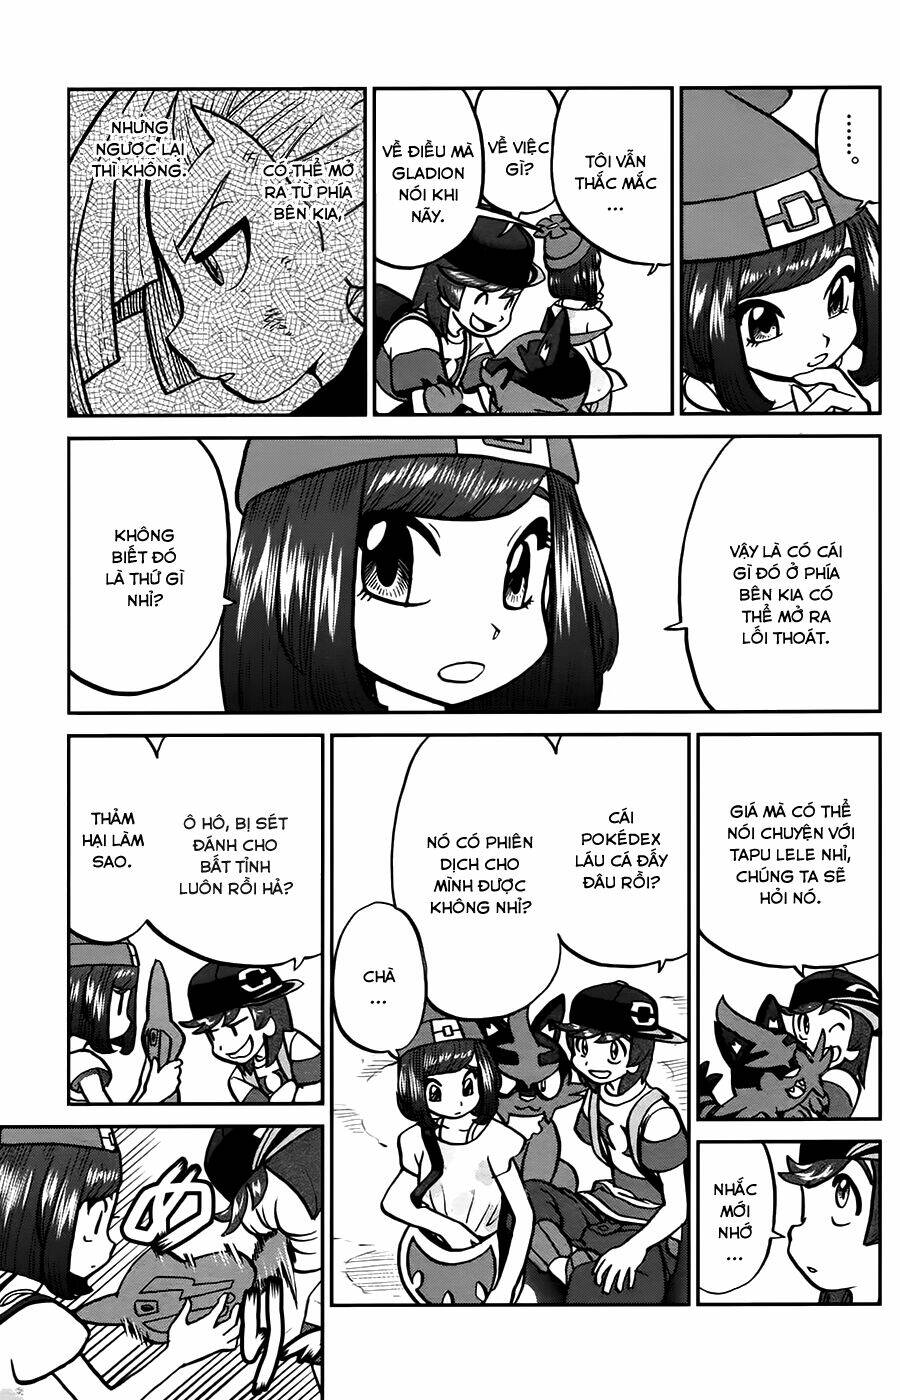 ......。
TÔI VẪN
THẮC MẮC
...
VỀ VIỆC
GÌ?
VỀ ĐIỀU MÀ
GLADION
NÓI KHI
NÃY.
CÓ THỂ MỞ
RA TỪ PHÍA
BÊN KIA,
NHƯNG
NGƯỢC LẠI
THÌ KHÔNG.
VẬY LÀ CÓ CÁI
GÌ ĐÓ Ở PHÍA
BÊN KIA CÓ
THỂ MỞ RA
LỐI THOÁT.
KHÔNG
BIẾT ĐÓ
LÀ THỨ GÌ
NHỈ?
GIÁ MÀ CÓ THỂ
NÓI CHUYỆN VỚI
TAPU LELE NHỈ,
CHÚNG TA SẼ
HỎI NÓ.
NHẮC
MỚI
NHỚ
...
CÁI
POKÉDEX
LÁU CÁ ĐẤY
ĐÂU RỒI?
NÓ CÓ PHIÊN
DỊCH CHO
MÌNH ĐƯỢC
KHÔNG NHỈ?
CHÀ
...
Ô HÔ, BỊ SÉT
ĐÁNH CHO
BẤT TỈNH
LUÔN RỒI HẢ?
THẢM
HẠI LÀM
SAO.